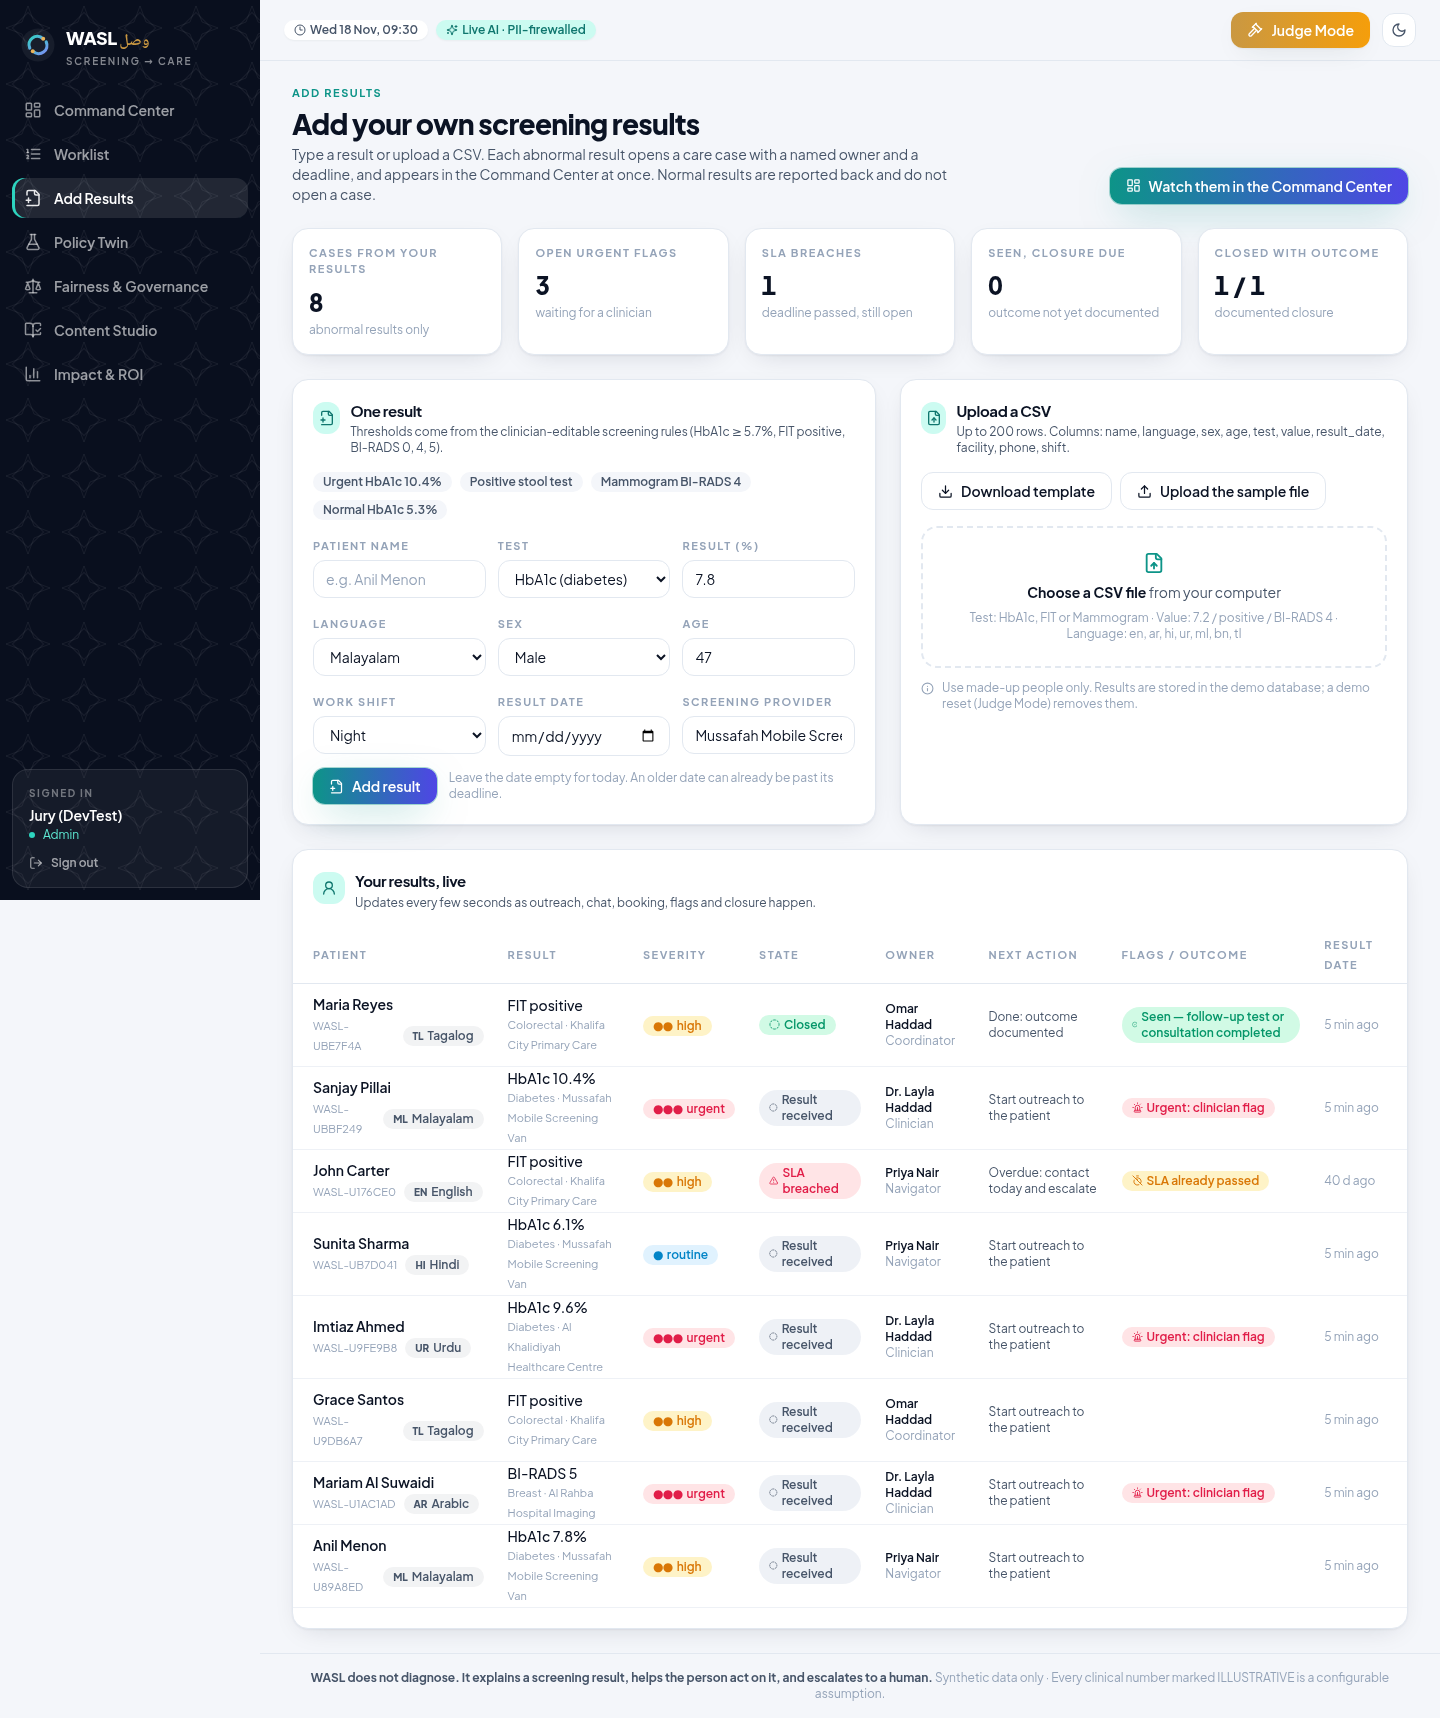 WASL وصل
SCREENING → CARE
Command Center
Worklist
Add Results
Policy Twin
Fairness & Governance
Content Studio
Impact & ROI
SIGNED IN
Jury (DevTest)
Admin
Sign out
Wed 18 Nov, 09:30
Live AI · PII-firewalled
Judge Mode
ADD RESULTS
Add your own screening results
Type a result or upload a CSV. Each abnormal result opens a care case with a named owner and a
deadline, and appears in the Command Center at once. Normal results are reported back and do not
open a case.
Watch them in the Command Center
CASES FROM YOUR
RESULTS
8
abnormal results only
OPEN URGENT FLAGS
3
waiting for a clinician
SLA BREACHES
1
deadline passed, still open
SEEN, CLOSURE DUE
0
outcome not yet documented
CLOSED WITH OUTCOME
1 / 1
documented closure
One result
Thresholds come from the clinician-editable screening rules (HbA1c ≥ 5.7%, FIT positive,
BI-RADS 0, 4, 5).
Urgent HbA1c 10.4%
Positive stool test
Mammogram BI-RADS 4
Normal HbA1c 5.3%
PATIENT NAME
e.g. Anil Menon
TEST
HbA1c (diabetes)
RESULT (%)
7.8
LANGUAGE
Malayalam
SEX
Male
AGE
47
WORK SHIFT
Night
RESULT DATE
mm/dd/yyyy
SCREENING PROVIDER
Mussafah Mobile Scree
Add result
Leave the date empty for today. An older date can already be past its
deadline.
Upload a CSV
Up to 200 rows. Columns: name, language, sex, age, test, value, result_date,
facility, phone, shift.
Download template
Upload the sample file
Choose a CSV file from your computer
Test: HbA1c, FIT or Mammogram · Value: 7.2 / positive / BI-RADS 4 ·
Language: en, ar, hi, ur, ml, bn, tl
Use made-up people only. Results are stored in the demo database; a demo
reset (Judge Mode) removes them.
Your results, live
Updates every few seconds as outreach, chat, booking, flags and closure happen.
PATIENT
RESULT
SEVERITY
STATE
OWNER
NEXT ACTION
FLAGS / OUTCOME
RESULT
DATE
Maria Reyes
WASL-
UBE7F4A
TL Tagalog
FIT positive
Colorectal · Khalifa
City Primary Care
high
Closed
Omar
Haddad
Coordinator
Done: outcome
documented
Seen — follow-up test or
consultation completed
5 min ago
Sanjay Pillai
WASL-
UBBF249
ML Malayalam
HbA1c 10.4%
Diabetes · Mussafah
Mobile Screening
Van
urgent
Result
received
Dr. Layla
Haddad
Clinician
Start outreach to
the patient
Urgent: clinician flag
5 min ago
John Carter
WASL-U176CE0
EN English
FIT positive
Colorectal · Khalifa
City Primary Care
high
SLA
breached
Priya Nair
Navigator
Overdue: contact
today and escalate
SLA already passed
40 d ago
Sunita Sharma
WASL-UB7D041
HI Hindi
HbA1c 6.1%
Diabetes · Mussafah
Mobile Screening
Van
routine
Result
received
Priya Nair
Navigator
Start outreach to
the patient
5 min ago
Imtiaz Ahmed
WASL-U9FE9B8
UR Urdu
HbA1c 9.6%
Diabetes · Al
Khalidiyah
Healthcare Centre
urgent
Result
received
Dr. Layla
Haddad
Clinician
Start outreach to
the patient
Urgent: clinician flag
5 min ago
Grace Santos
WASL-
U9DB6A7
TL Tagalog
FIT positive
Colorectal · Khalifa
City Primary Care
high
Result
received
Omar
Haddad
Coordinator
Start outreach to
the patient
5 min ago
Mariam Al Suwaidi
WASL-U1AC1AD
AR Arabic
BI-RADS 5
Breast · Al Rahba
Hospital Imaging
urgent
Result
received
Dr. Layla
Haddad
Clinician
Start outreach to
the patient
Urgent: clinician flag
5 min ago
Anil Menon
WASL-
U89A8ED
ML Malayalam
HbA1c 7.8%
Diabetes · Mussafah
Mobile Screening
Van
high
Result
received
Priya Nair
Navigator
Start outreach to
the patient
5 min ago
WASL does not diagnose. It explains a screening result, helps the person act on it, and escalates to a human. Synthetic data only · Every clinical number marked ILLUSTRATIVE is a configurable
assumption.